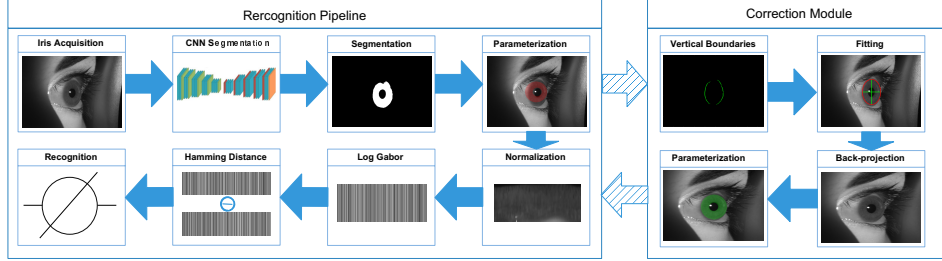 Rercognition Pipeline
Correction Module
Iris Acquisition
CNN Segmentation
Segmentation
Parameterization
Vertical Boundaries
Fitting
Recognition
Hamming Distance
Log Gabor
Normalization
Parameterization
Back-projection